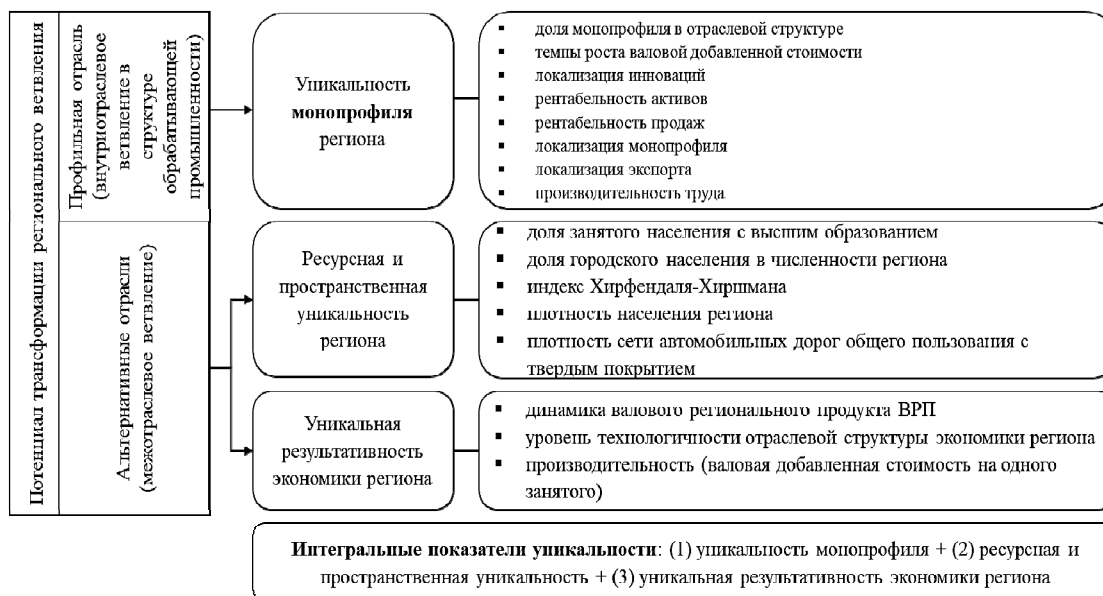 Потенциал трансформации регионального ветвления
Профильная отрасль
(внутриотраслевое
ветвление в
структуре
обрабатывающей
промышленности)
Уникальность
монопрофиля
региона
▪ доля монопрофиля в отраслевой структуре
▪ темпы роста валовой добавленной стоимости
▪ локализация инноваций
▪ рентабельность активов
▪ рентабельность продаж
▪ локализация монопрофиля
▪ локализация экспорта
▪ производительность труда
Альтернативные отрасли
(межотраслевое ветвление)
Ресурсная и
пространственная
уникальность
региона
▪ доля занятого населения с высшим образованием
▪ доля городского населения в численности региона
▪ индекс Хирфендаля-Хиршмана
▪ плотность населения региона
▪ плотность сети автомобильных дорог общего пользования с
твердым покрытием
Уникальная
результативность
экономики региона
▪ динамика валового регионального продукта ВРП
▪ уровень технологичности отраслевой структуры экономики региона
▪ производительность (валовая добавленная стоимость на одного
занятого)
Интегральные показатели уникальности: (1) уникальность монопрофиля + (2) ресурсная и
пространственная уникальность + (3) уникальная результативность экономики региона